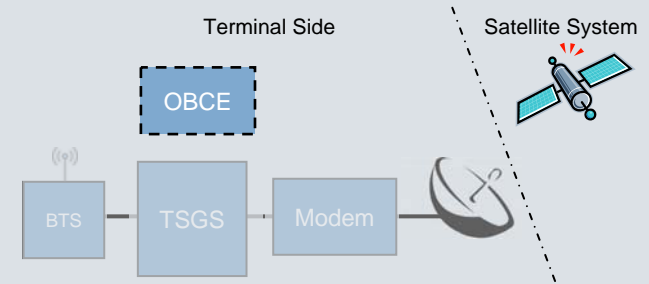 Terminal Side
Satellite System
OBCE
BTS
TSGS
Modem